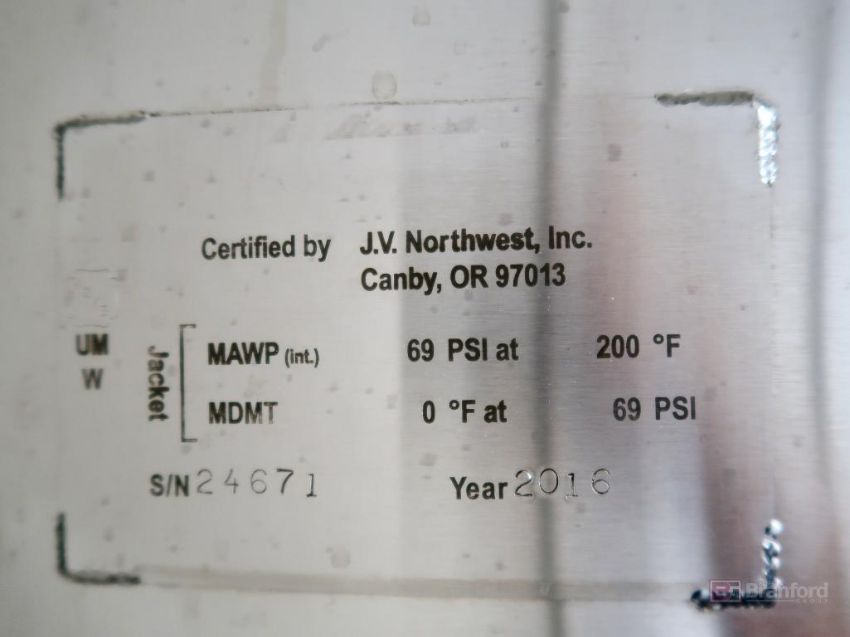 Certified by J.V. Northwest, Inc.
Canby, OR 97013
UM
W
Jacket
MAWP (int.) 69 PSI at 200 °F
MDMT 0 °F at 69 PSI
S/N 24671 Year 2016
Branford
GROUP